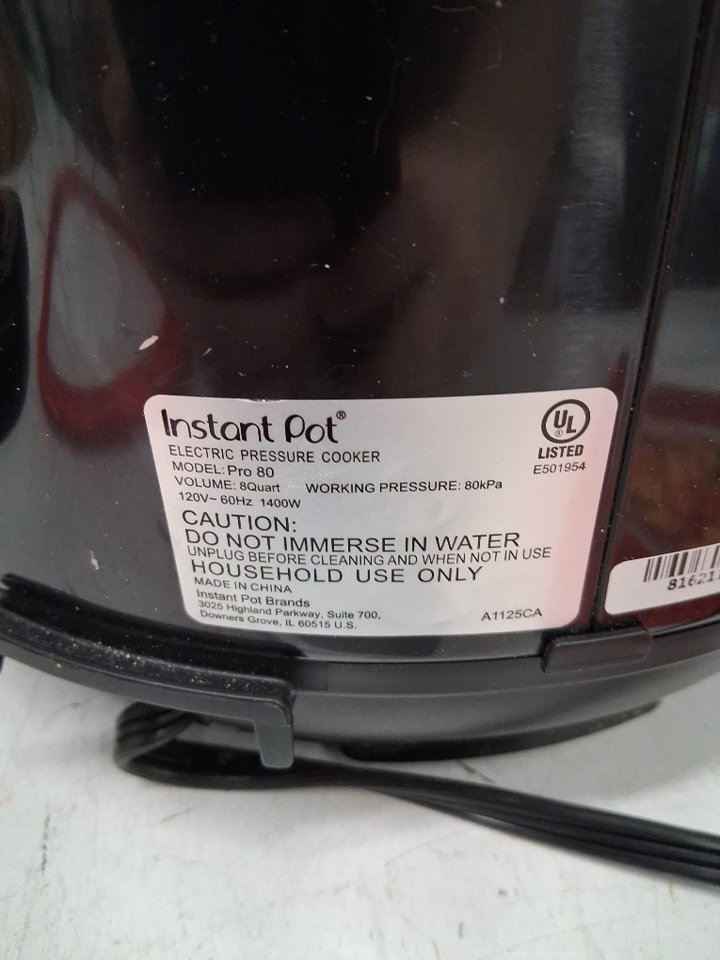 Instant Pot®
ELECTRIC PRESSURE COOKER
MODEL: Pro 80
VOLUME: 8Quart WORKING PRESSURE: 80kPa
120V~ 60Hz 1400W
UL
®
LISTED
E501954
CAUTION:
DO NOT IMMERSE IN WATER
UNPLUG BEFORE CLEANING AND WHEN NOT IN USE
HOUSEHOLD USE ONLY
MADE IN CHINA
Instant Pot Brands
3025 Highland Parkway, Suite 700,
Downers Grove, IL 60515 U.S.
A1125CA